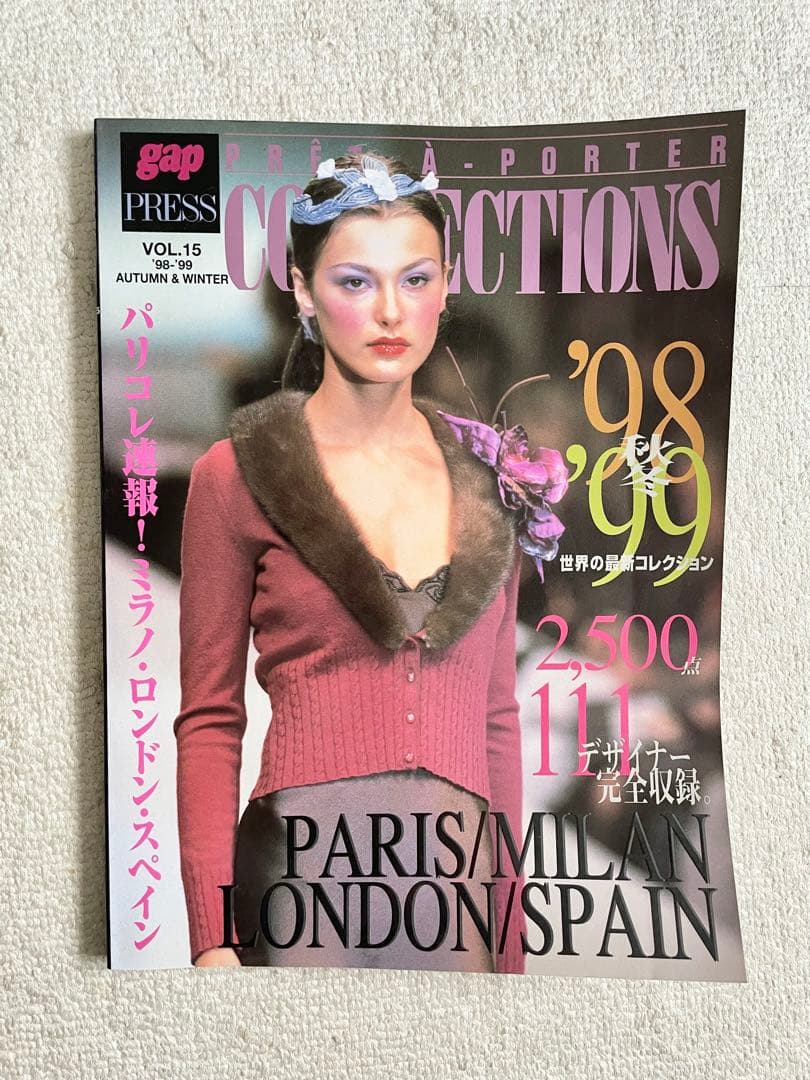 gap
PRESS
PRÊT-À-PORTER
COLLECTIONS
VOL.15
'98-'99
AUTUMN & WINTER
パリコレ速報!ミラノ・ロンドン・スペイン
'98
秋冬
'99
世界の最新コレクション
2,500点
111
デザイナー
完全収録。
PARIS/MILAN
LONDON/SPAIN